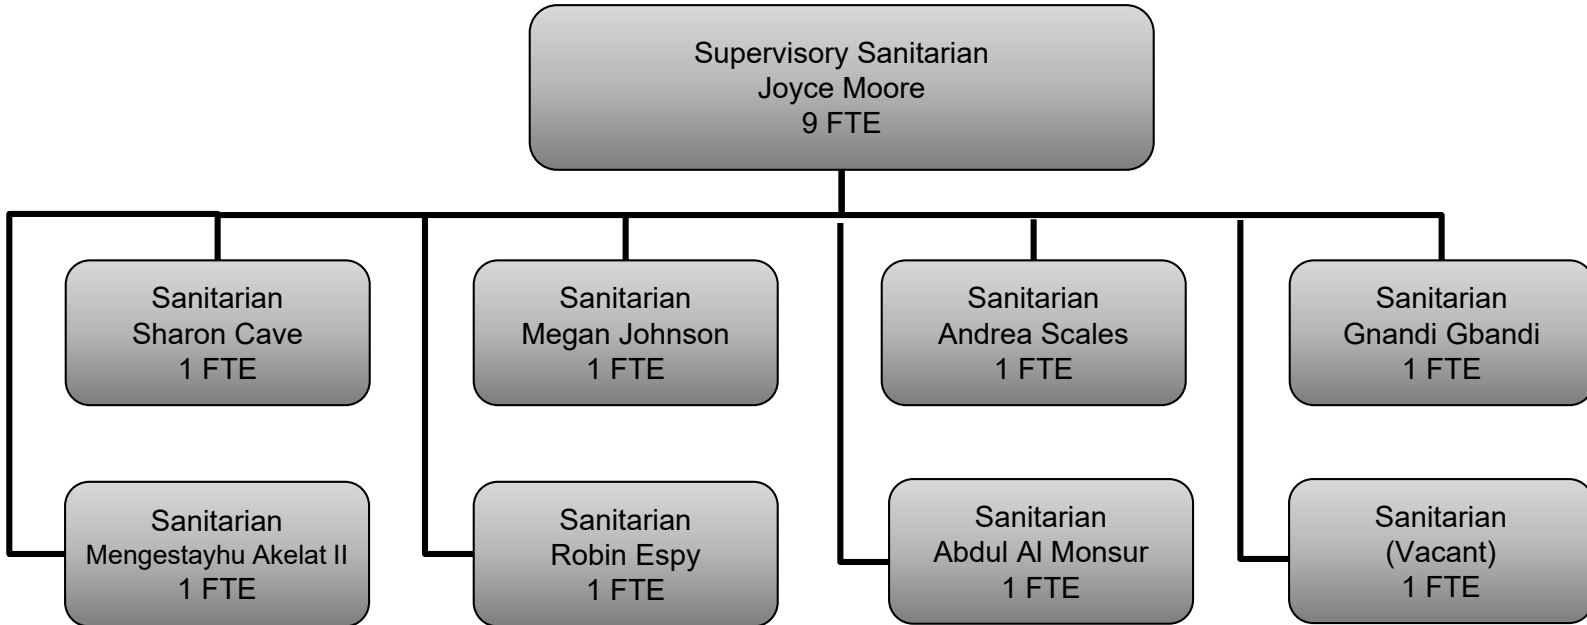 Supervisory Sanitarian
Joyce Moore
9 FTE
Sanitarian
Sharon Cave
1 FTE
Sanitarian
Megan Johnson
1 FTE
Sanitarian
Andrea Scales
1 FTE
Sanitarian
Gnandi Gbandi
1 FTE
Sanitarian
Mengestayhu Akelat II
1 FTE
Sanitarian
Robin Espy
1 FTE
Sanitarian
Abdul Al Monsur
1 FTE
Sanitarian
(Vacant)
1 FTE